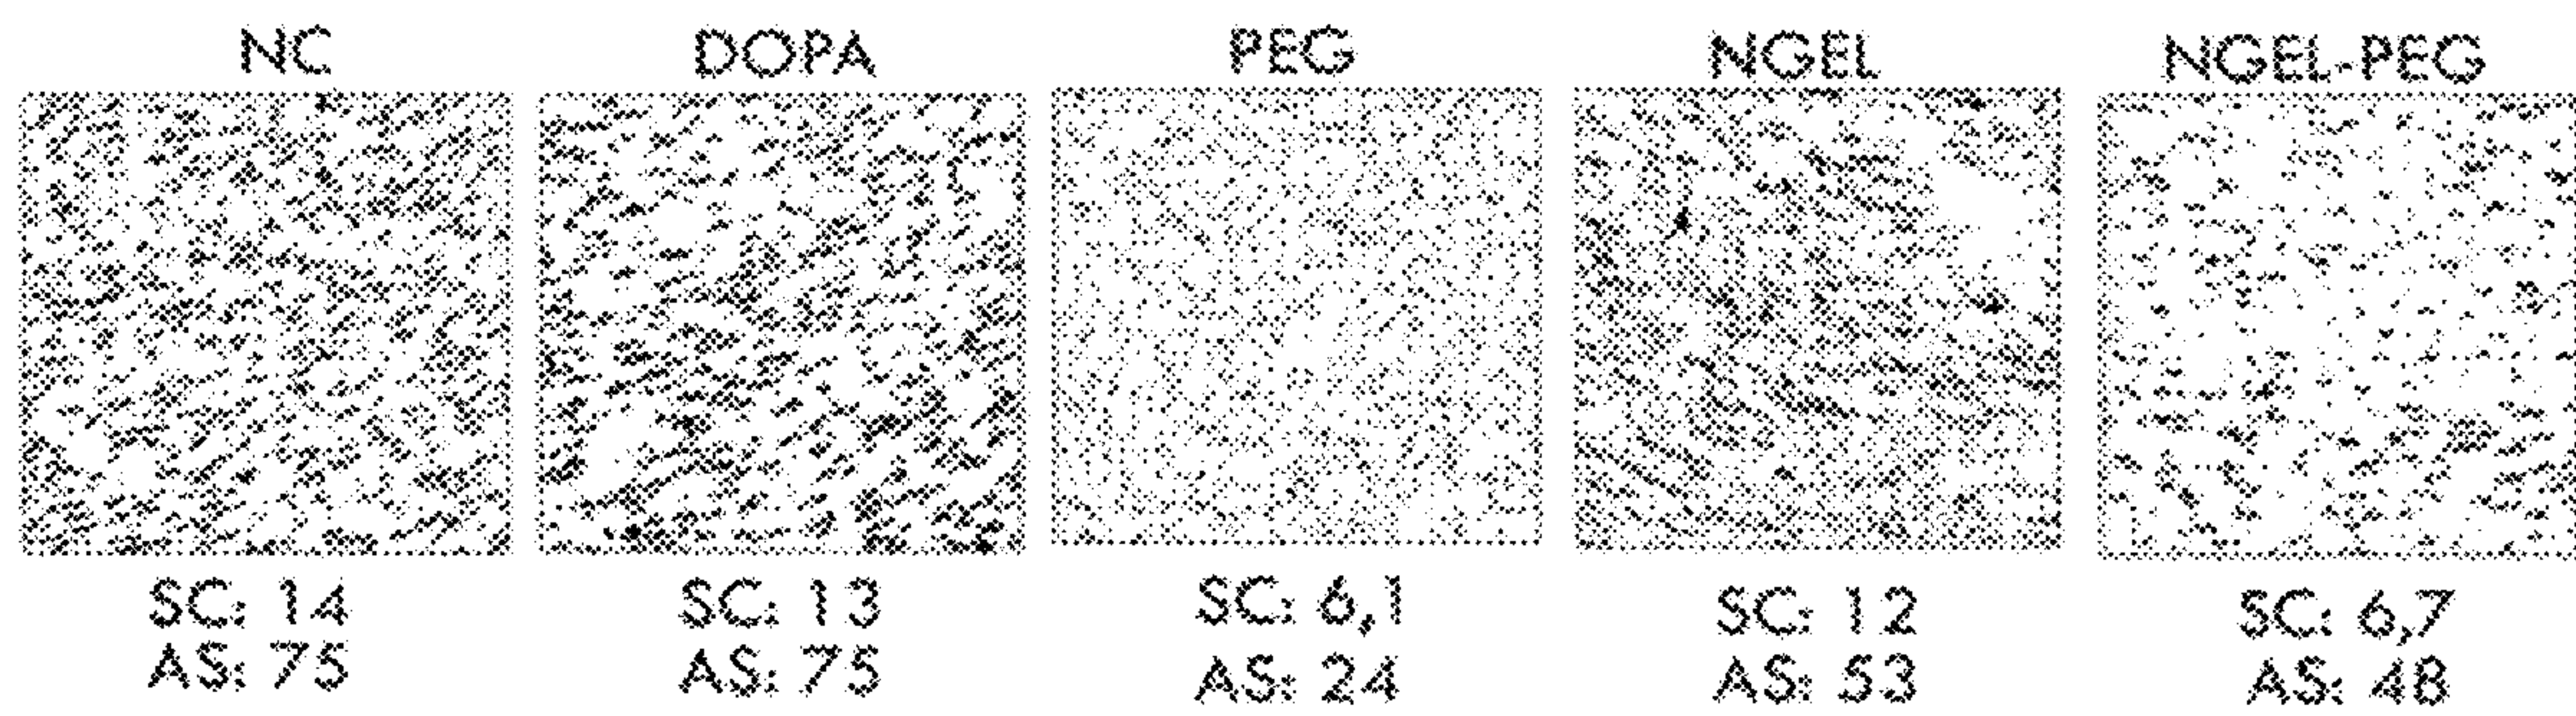 NC DOPA PEG NGEL NGEL-PEG
SC: 14 SC: 13 SC: 6,1 SC: 12 SC: 6,7
AS: 75 AS: 75 AS: 24 AS: 53 AS: 48